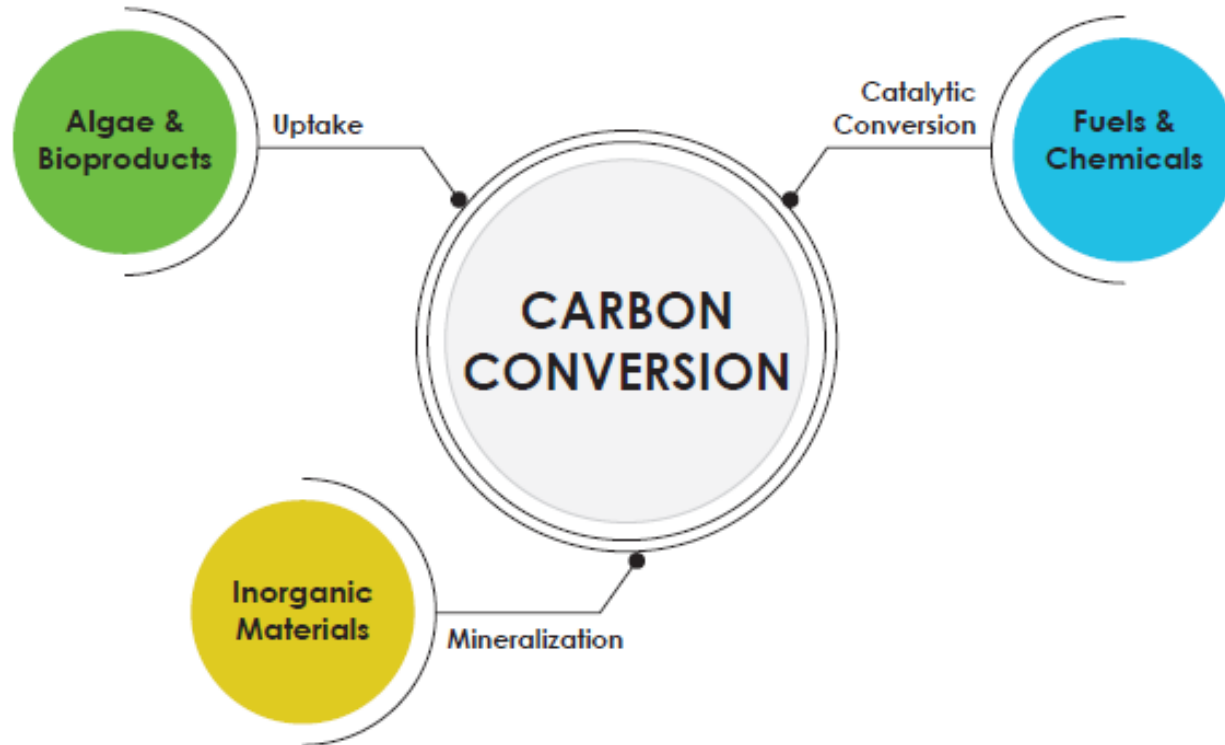 Algae &
Bioproducts
Uptake
Catalytic
Conversion
Fuels &
Chemicals
CARBON
CONVERSION
Inorganic
Materials
Mineralization